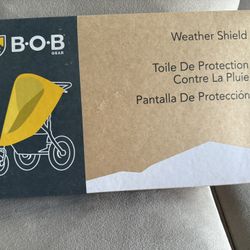 B·O·B
GEAR
Weather Shield
Toile De Protection
Contre La Pluie
Pantalla De Protección